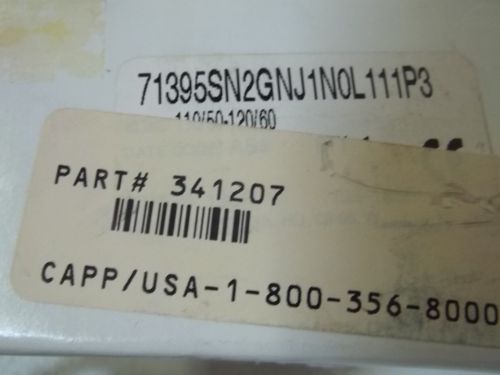 71395SN2GNJ1N0L111P3
110/50-120/60
PART# 341207
CAPP/USA-1-800-356-8000